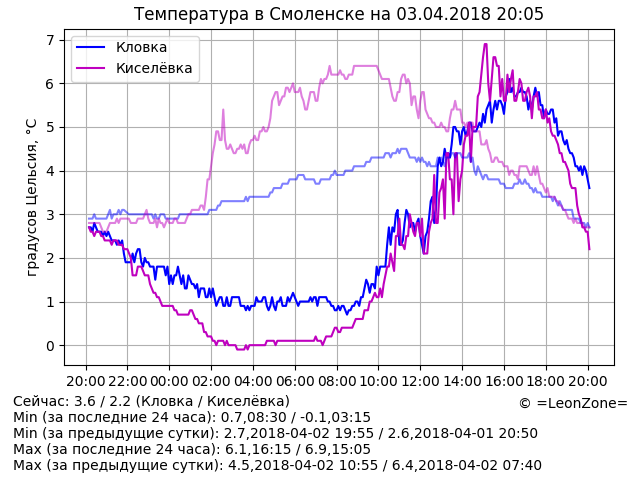 Температура в Смоленске на 03.04.2018 20:05
7
6
5
4
3
2
1
0
градусов Цельсия, °C
Кловка
Киселёвка
20:00 22:00 00:00 02:00 04:00 06:00 08:00 10:00 12:00 14:00 16:00 18:00 20:00
Сейчас: 3.6 / 2.2 (Кловка / Киселёвка)
© =LeonZone=
Min (за последние 24 часа): 0.7,08:30 / -0.1,03:15
Min (за предыдущие сутки): 2.7,2018-04-02 19:55 / 2.6,2018-04-01 20:50
Max (за последние 24 часа): 6.1,16:15 / 6.9,15:05
Max (за предыдущие сутки): 4.5,2018-04-02 10:55 / 6.4,2018-04-02 07:40